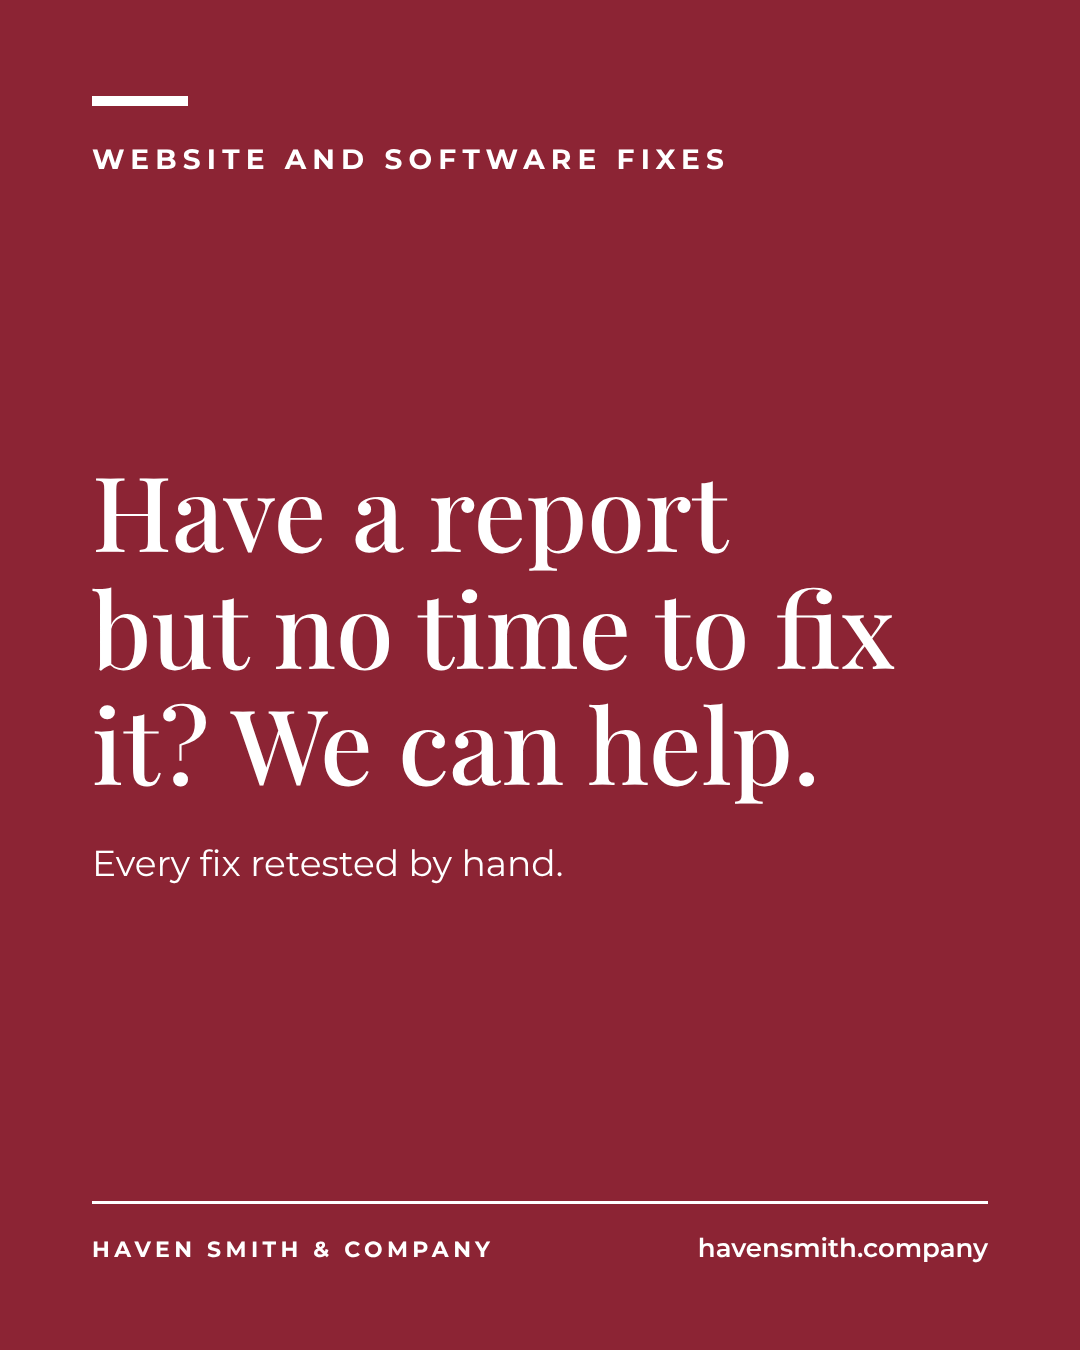 WEBSITE AND SOFTWARE FIXES
Have a report
but no time to fix
it? We can help.
Every fix retested by hand.
HAVEN SMITH & COMPANY
havensmith.company